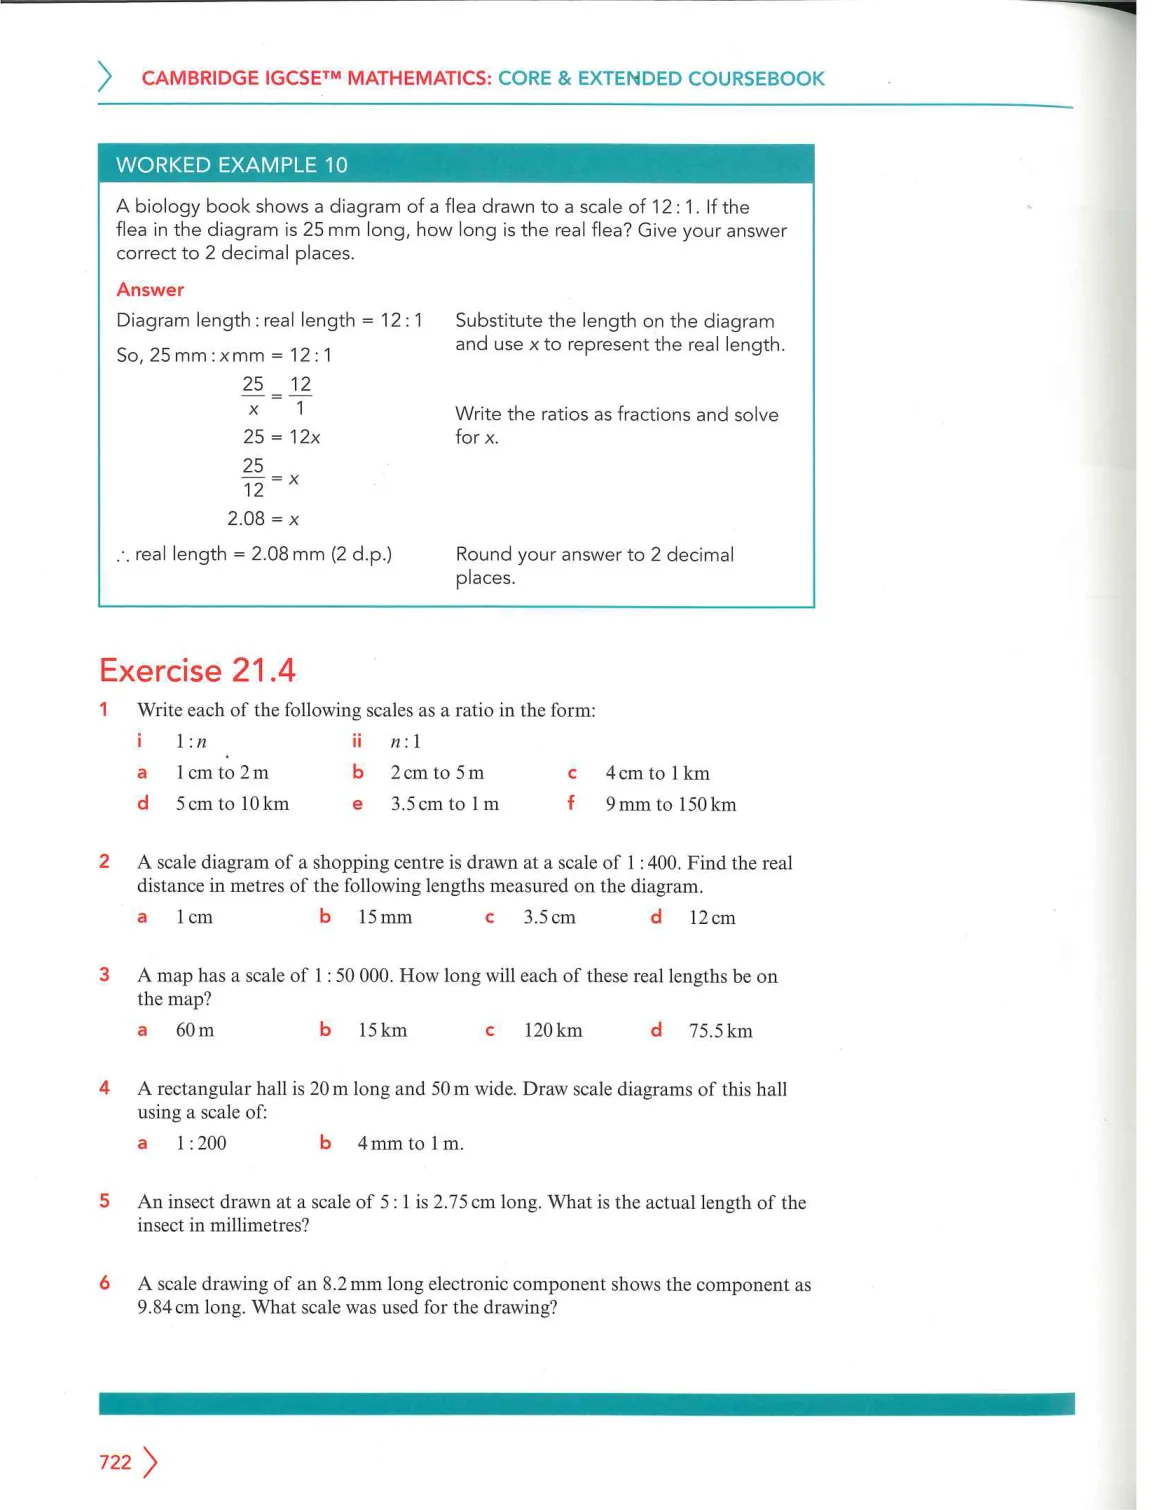 CAMBRIDGE IGCSE™ MATHEMATICS: CORE & EXTENDED COURSEBOOK
WORKED EXAMPLE 10
A biology book shows a diagram of a flea drawn to a scale of 12 : 1. If the
flea in the diagram is 25 mm long, how long is the real flea? Give your answer
correct to 2 decimal places.
Answer
Diagram length : real length = 12 : 1
Substitute the length on the diagram
and use x to represent the real length.
So, 25 mm : x mm = 12 : 1
25/x = 12/1
Write the ratios as fractions and solve
for x.
25 = 12x
25/12 = x
2.08 = x
∴ real length = 2.08 mm (2 d.p.)
Round your answer to 2 decimal
places.
Exercise 21.4
1 Write each of the following scales as a ratio in the form:
i 1 : n ii n : 1
a 1 cm to 2 m b 2 cm to 5 m c 4 cm to 1 km
d 5 cm to 10 km e 3.5 cm to 1 m f 9 mm to 150 km
2 A scale diagram of a shopping centre is drawn at a scale of 1 : 400. Find the real
distance in metres of the following lengths measured on the diagram.
a 1 cm b 15 mm c 3.5 cm d 12 cm
3 A map has a scale of 1 : 50 000. How long will each of these real lengths be on
the map?
a 60 m b 15 km c 120 km d 75.5 km
4 A rectangular hall is 20 m long and 50 m wide. Draw scale diagrams of this hall
using a scale of:
a 1 : 200 b 4 mm to 1 m.
5 An insect drawn at a scale of 5 : 1 is 2.75 cm long. What is the actual length of the
insect in millimetres?
6 A scale drawing of an 8.2 mm long electronic component shows the component as
9.84 cm long. What scale was used for the drawing?
722